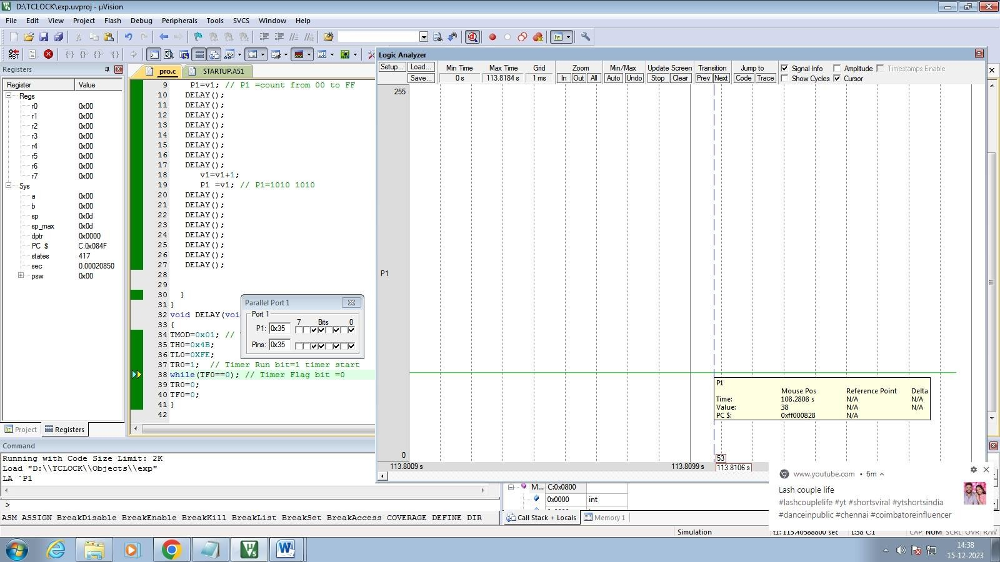 D:\TCLOCK\exp.uvproj - µVision
File Edit View Project Flash Debug Peripherals Tools SVCS Window Help
Registers
Register Value
Regs
r0 0x00
r1 0x00
r2 0x00
r3 0x00
r4 0x00
r5 0x00
r6 0x00
r7 0x00
Sys
a 0x00
b 0x00
sp 0x0d
sp_max 0x0d
dptr 0x0000
PC $ C:0x084F
states 417
sec 0.00020850
psw 0x00
Project Registers
pro.c STARTUP.A51
9 P1=v1; // P1 =count from 00 to FF
10 DELAY();
11 DELAY();
12 DELAY();
13 DELAY();
14 DELAY();
15 DELAY();
16 DELAY();
17 DELAY();
18 v1=v1+1;
19 P1 =v1; // P1=1010 1010
20 DELAY();
21 DELAY();
22 DELAY();
23 DELAY();
24 DELAY();
25 DELAY();
26 DELAY();
27 DELAY();
28
29
30 }
31 }
32 void DELAY(voi
33 {
34 TMOD=0x01; //
35 TH0=0x4B;
36 TL0=0XFE;
37 TR0=1; // Timer Run bit=1 timer start
38 while(TF0==0); // Timer Flag bit =0
39 TR0=0;
40 TF0=0;
41 }
42
Parallel Port 1
Port 1
7 Bits 0
P1: 0x35
Pins: 0x35
Logic Analyzer
Setup... Load... Min Time Max Time Grid Zoom Min/Max Update Screen Transition Jump to Signal Info Amplitude Timestamps Enable
Save... 0 s 113.8184 s 1 ms In Out All Auto Undo Stop Clear Prev Next Code Trace Show Cycles Cursor
255
P1
0
P1
Mouse Pos Reference Point Delta
Time: 108.2808 s N/A N/A
Value: 38 N/A N/A
PC $: 0xff000828 N/A
53
113.8009 s 113.8099 s 113.8106 s
Command
Running with Code Size Limit: 2K
Load "D:\\TCLOCK\\Objects\\exp"
LA `P1
>
ASM ASSIGN BreakDisable BreakEnable BreakKill BreakList BreakSet BreakAccess COVERAGE DEFINE DIR
M... C:0x0800
0x0000 int
Call Stack + Locals Memory 1
www.youtube.com • 6m
Lash couple life
#lashcouplelife #yt #shortsviral #ytshortsindia
#danceinpublic #chennai #coimbatoreinfluencer
Simulation t1: 113.40588800 sec L:38 C:1 CAP NUM SCRL OVR R/W
14:38
15-12-2023